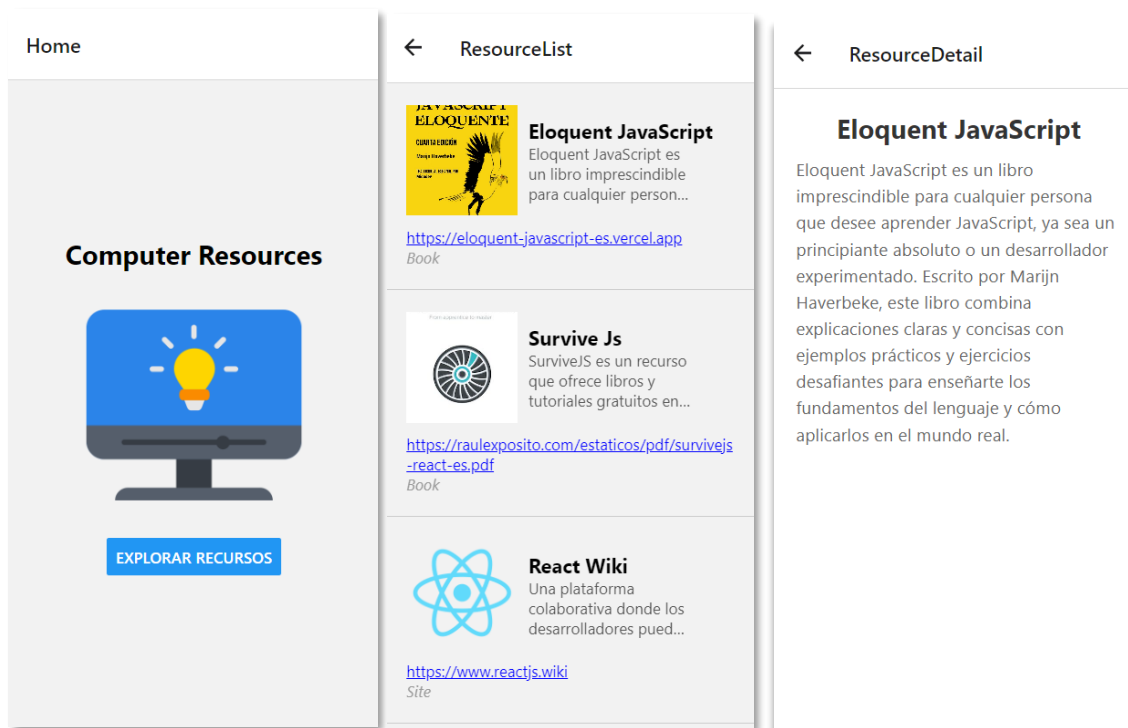 Home
Computer Resources
EXPLORAR RECURSOS
ResourceList
JAVASCRIPT
ELOQUENTE
CUARTA EDICIÓN
Marijn Haverbeke
Eloquent JavaScript
Eloquent JavaScript es
un libro imprescindible
para cualquier person...
https://eloquent-javascript-es.vercel.app
Book
Survive Js
SurviveJS es un recurso
que ofrece libros y
tutoriales gratuitos en...
https://raulexposito.com/estaticos/pdf/survivejs
-react-es.pdf
Book
React Wiki
Una plataforma
colaborativa donde los
desarrolladores pued...
https://www.reactjs.wiki
Site
ResourceDetail
Eloquent JavaScript
Eloquent JavaScript es un libro
imprescindible para cualquier persona
que desee aprender JavaScript, ya sea un
principiante absoluto o un desarrollador
experimentado. Escrito por Marijn
Haverbeke, este libro combina
explicaciones claras y concisas con
ejemplos prácticos y ejercicios
desafiantes para enseñarte los
fundamentos del lenguaje y cómo
aplicarlos en el mundo real.